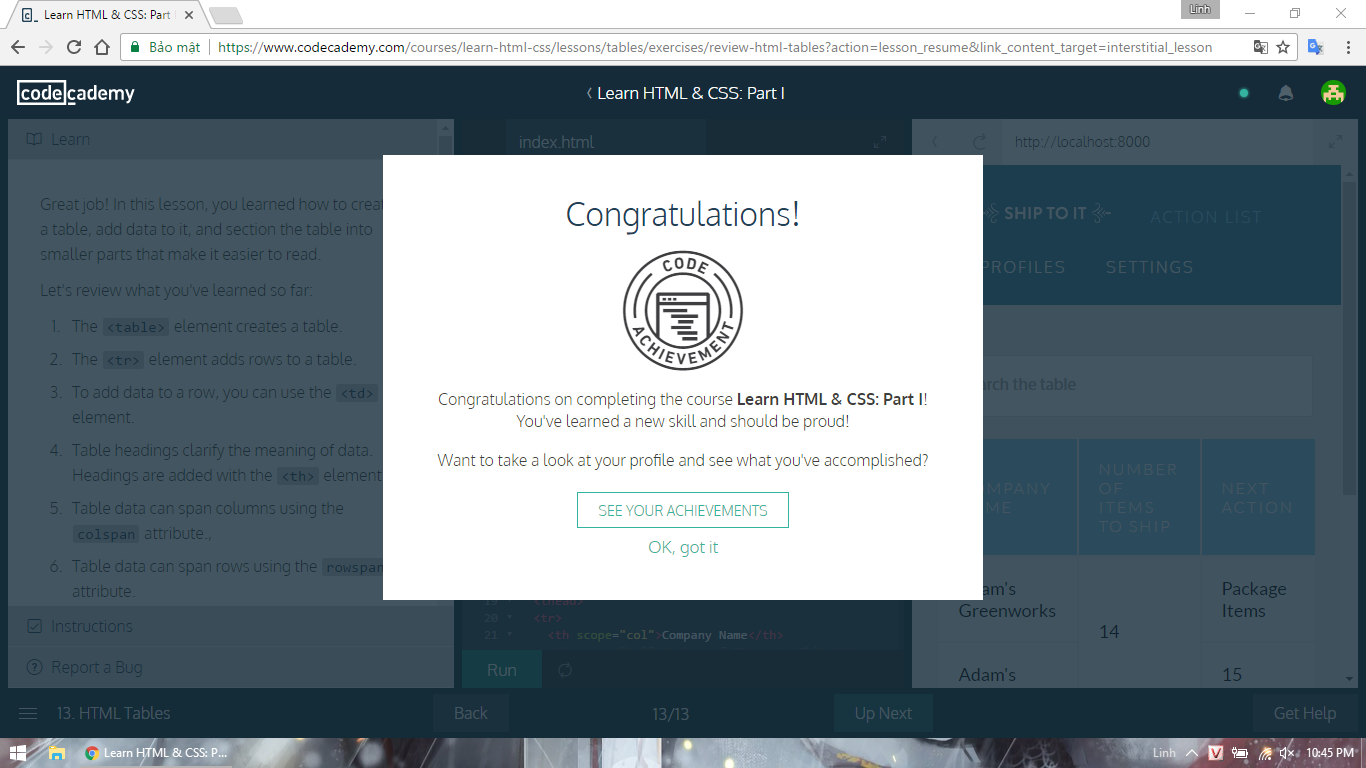 Learn HTML & CSS: Part
Linh
Bảo mật
https://www.codecademy.com/courses/learn-html-css/lessons/tables/exercises/review-html-tables?action=lesson_resume&link_content_target=interstitial_lesson
codecademy
Learn HTML & CSS: Part I
Learn
index.html
http://localhost:8000
Great job! In this lesson, you learned how to
a table, add data to it, and section the table into
smaller parts that make it easier to read.
Let's review what you've learned so far:
1. The <table> element creates a table.
2. The <tr> element adds rows to a table.
3. To add data to a row, you can use the <td>
element.
4. Table headings clarify the meaning of data.
Headings are added with the <th> element
5. Table data can span columns using the
colspan attribute.,
6. Table data can span rows using the rowspan
attribute.
Instructions
Report a Bug
Congratulations!
CODE
ACHIEVEMENT
Congratulations on completing the course Learn HTML & CSS: Part I!
You've learned a new skill and should be proud!
Want to take a look at your profile and see what you've accomplished?
SEE YOUR ACHIEVEMENTS
OK, got it
20 <tr>
<th scope="col">Company Name</th>
Run
SHIP TO IT
ACTION LIST
PROFILES
SETTINGS
the table
NUMBER
OF
ITEMS
TO SHIP
NEXT
ACTION
Greenworks
14
Package
Items
Adam's
15
13. HTML Tables
Back
13/13
Up Next
Get Help
Learn HTML & CSS: P...
Linh
V
10:45 PM